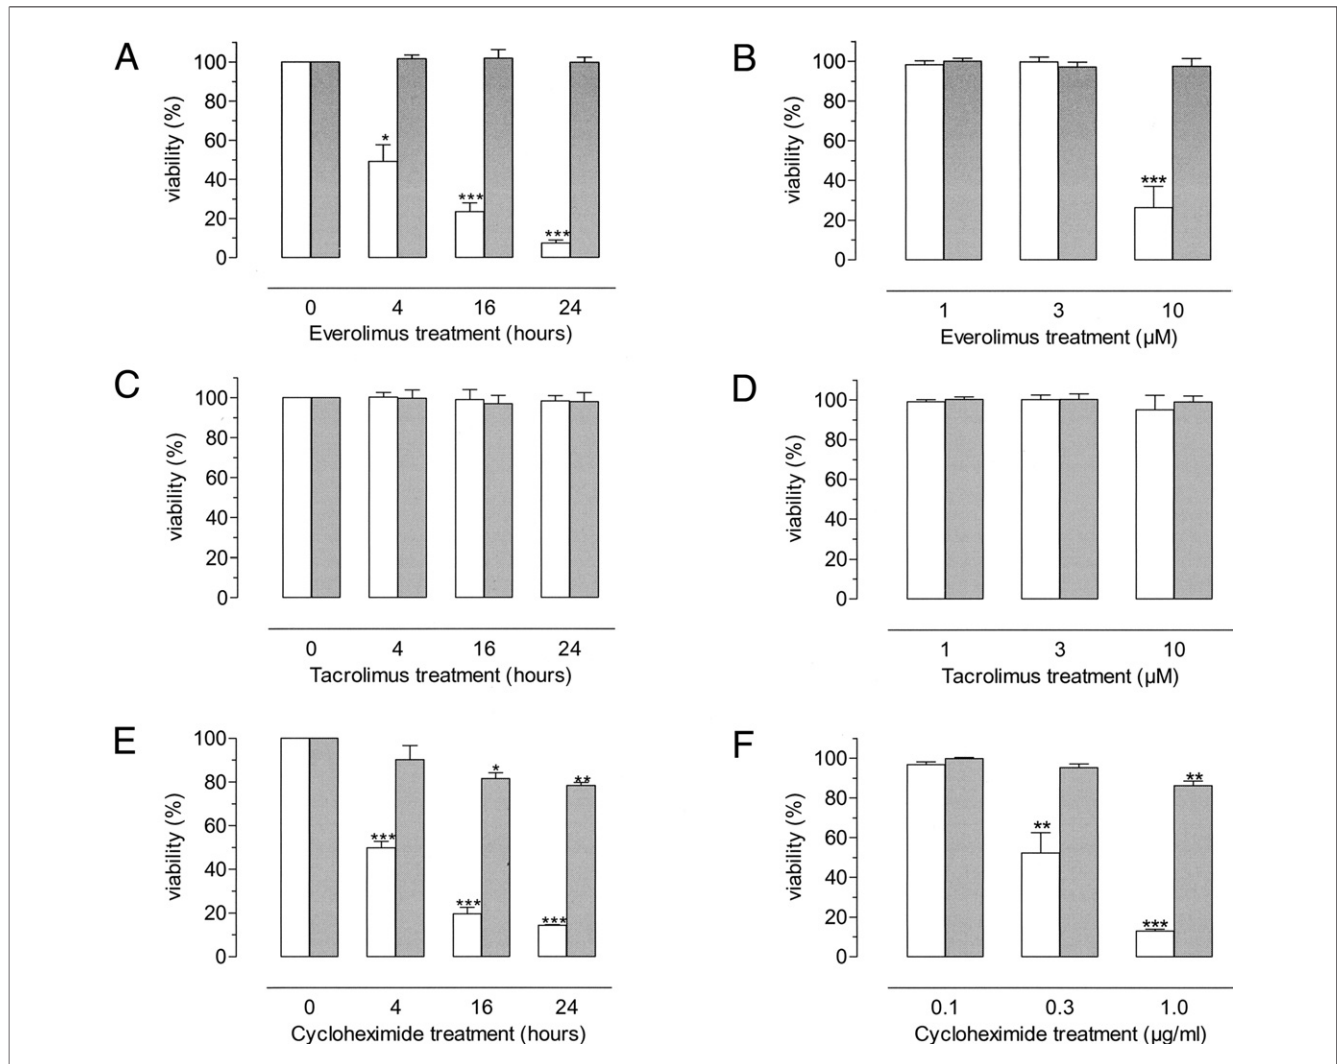 A
viability (%)
100
80
60
40
20
0
*
***
***
0 4 16 24
Everolimus treatment (hours)
B
viability (%)
100
80
60
40
20
0
***
1 3 10
Everolimus treatment (µM)
C
viability (%)
100
80
60
40
20
0
0 4 16 24
Tacrolimus treatment (hours)
D
viability (%)
100
80
60
40
20
0
1 3 10
Tacrolimus treatment (µM)
E
viability (%)
100
80
60
40
20
0
***
***
*
***
**
0 4 16 24
Cycloheximide treatment (hours)
F
viability (%)
100
80
60
40
20
0
**
***
**
0.1 0.3 1.0
Cycloheximide treatment (µg/ml)